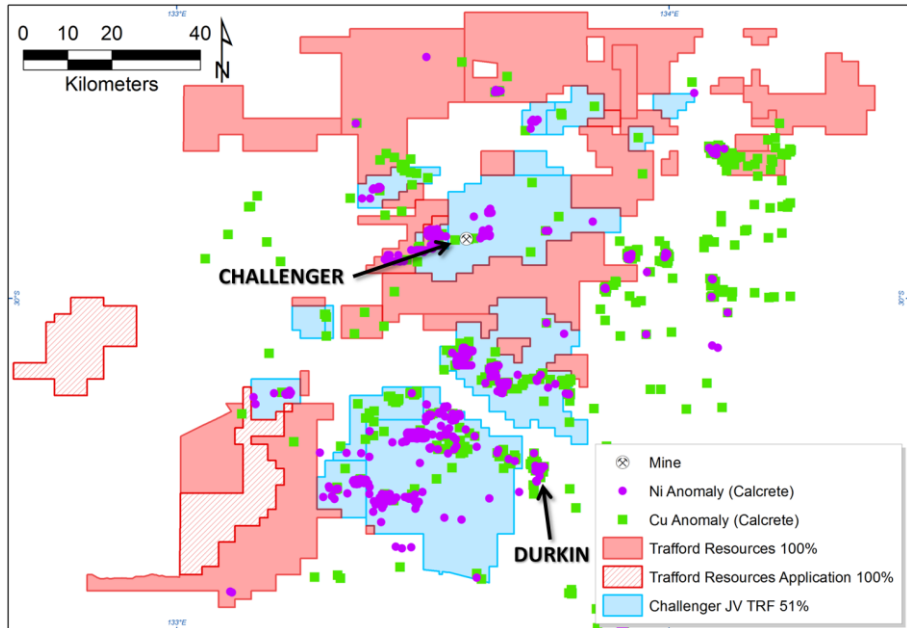 133°E
134°E
0 10 20 40
Kilometers
N
CHALLENGER
30°S
30°S
DURKIN
Mine
Ni Anomaly (Calcrete)
Cu Anomaly (Calcrete)
Trafford Resources 100%
Trafford Resources Application 100%
Challenger JV TRF 51%
133°E